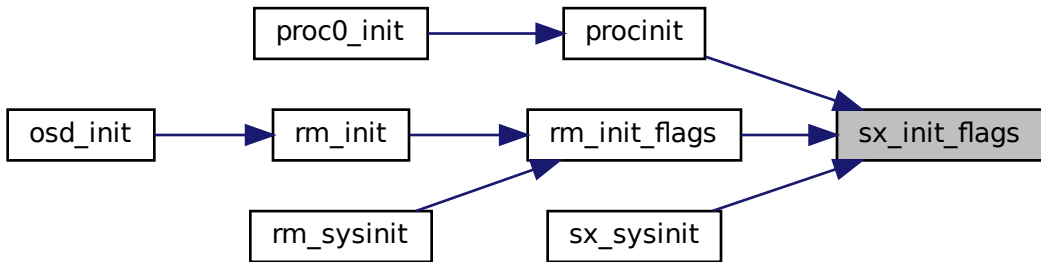 proc0_init
procinit
osd_init
rm_init
rm_init_flags
sx_init_flags
rm_sysinit
sx_sysinit